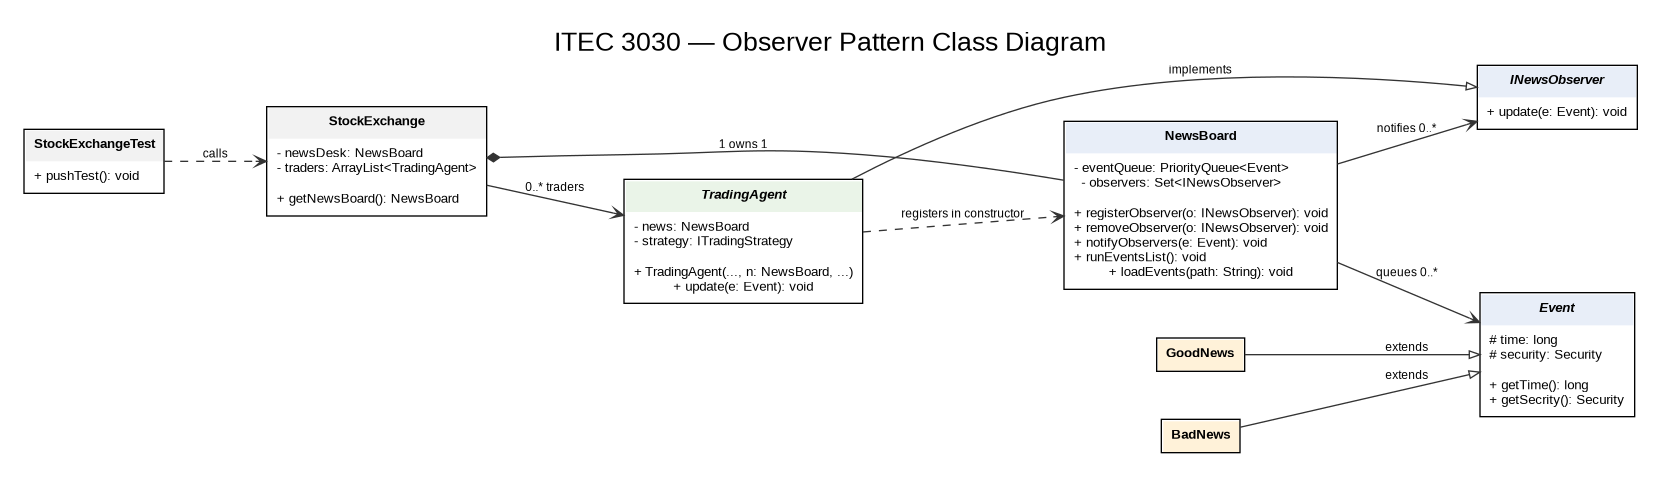 ITEC 3030 — Observer Pattern Class Diagram
StockExchangeTest
+ pushTest(): void
calls
StockExchange
- newsDesk: NewsBoard
- traders: ArrayList<TradingAgent>
+ getNewsBoard(): NewsBoard
1 owns 1
0..* traders
TradingAgent
- news: NewsBoard
- strategy: ITradingStrategy
+ TradingAgent(..., n: NewsBoard, ...)
+ update(e: Event): void
implements
registers in constructor
NewsBoard
- eventQueue: PriorityQueue<Event>
- observers: Set<INewsObserver>
+ registerObserver(o: INewsObserver): void
+ removeObserver(o: INewsObserver): void
+ notifyObservers(e: Event): void
+ runEventsList(): void
+ loadEvents(path: String): void
notifies 0..*
queues 0..*
INewsObserver
+ update(e: Event): void
Event
# time: long
# security: Security
+ getTime(): long
+ getSecrity(): Security
GoodNews
extends
BadNews
extends